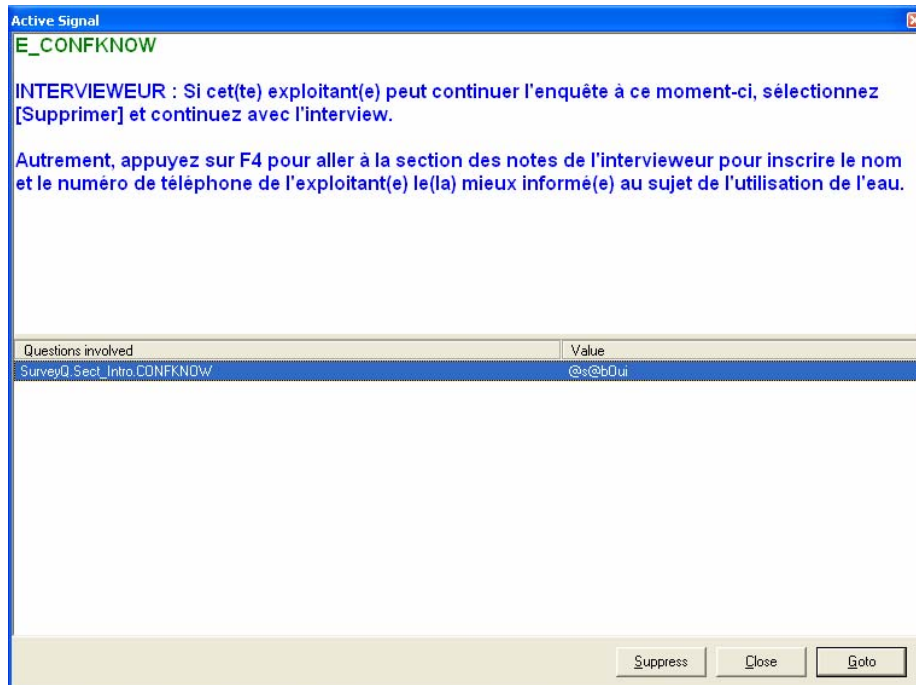 Active Signal
E_CONFKNOW
INTERVIEWEUR : Si cet(te) exploitant(e) peut continuer l'enquête à ce moment-ci, sélectionnez
[Supprimer] et continuez avec l'interview.
Autrement, appuyez sur F4 pour aller à la section des notes de l'intervieweur pour inscrire le nom
et le numéro de téléphone de l'exploitant(e) le(la) mieux informé(e) au sujet de l'utilisation de l'eau.
Questions involved Value
SurveyQ.Sect_Intro.CONFKNOW @s@bOui
Suppress Close Goto